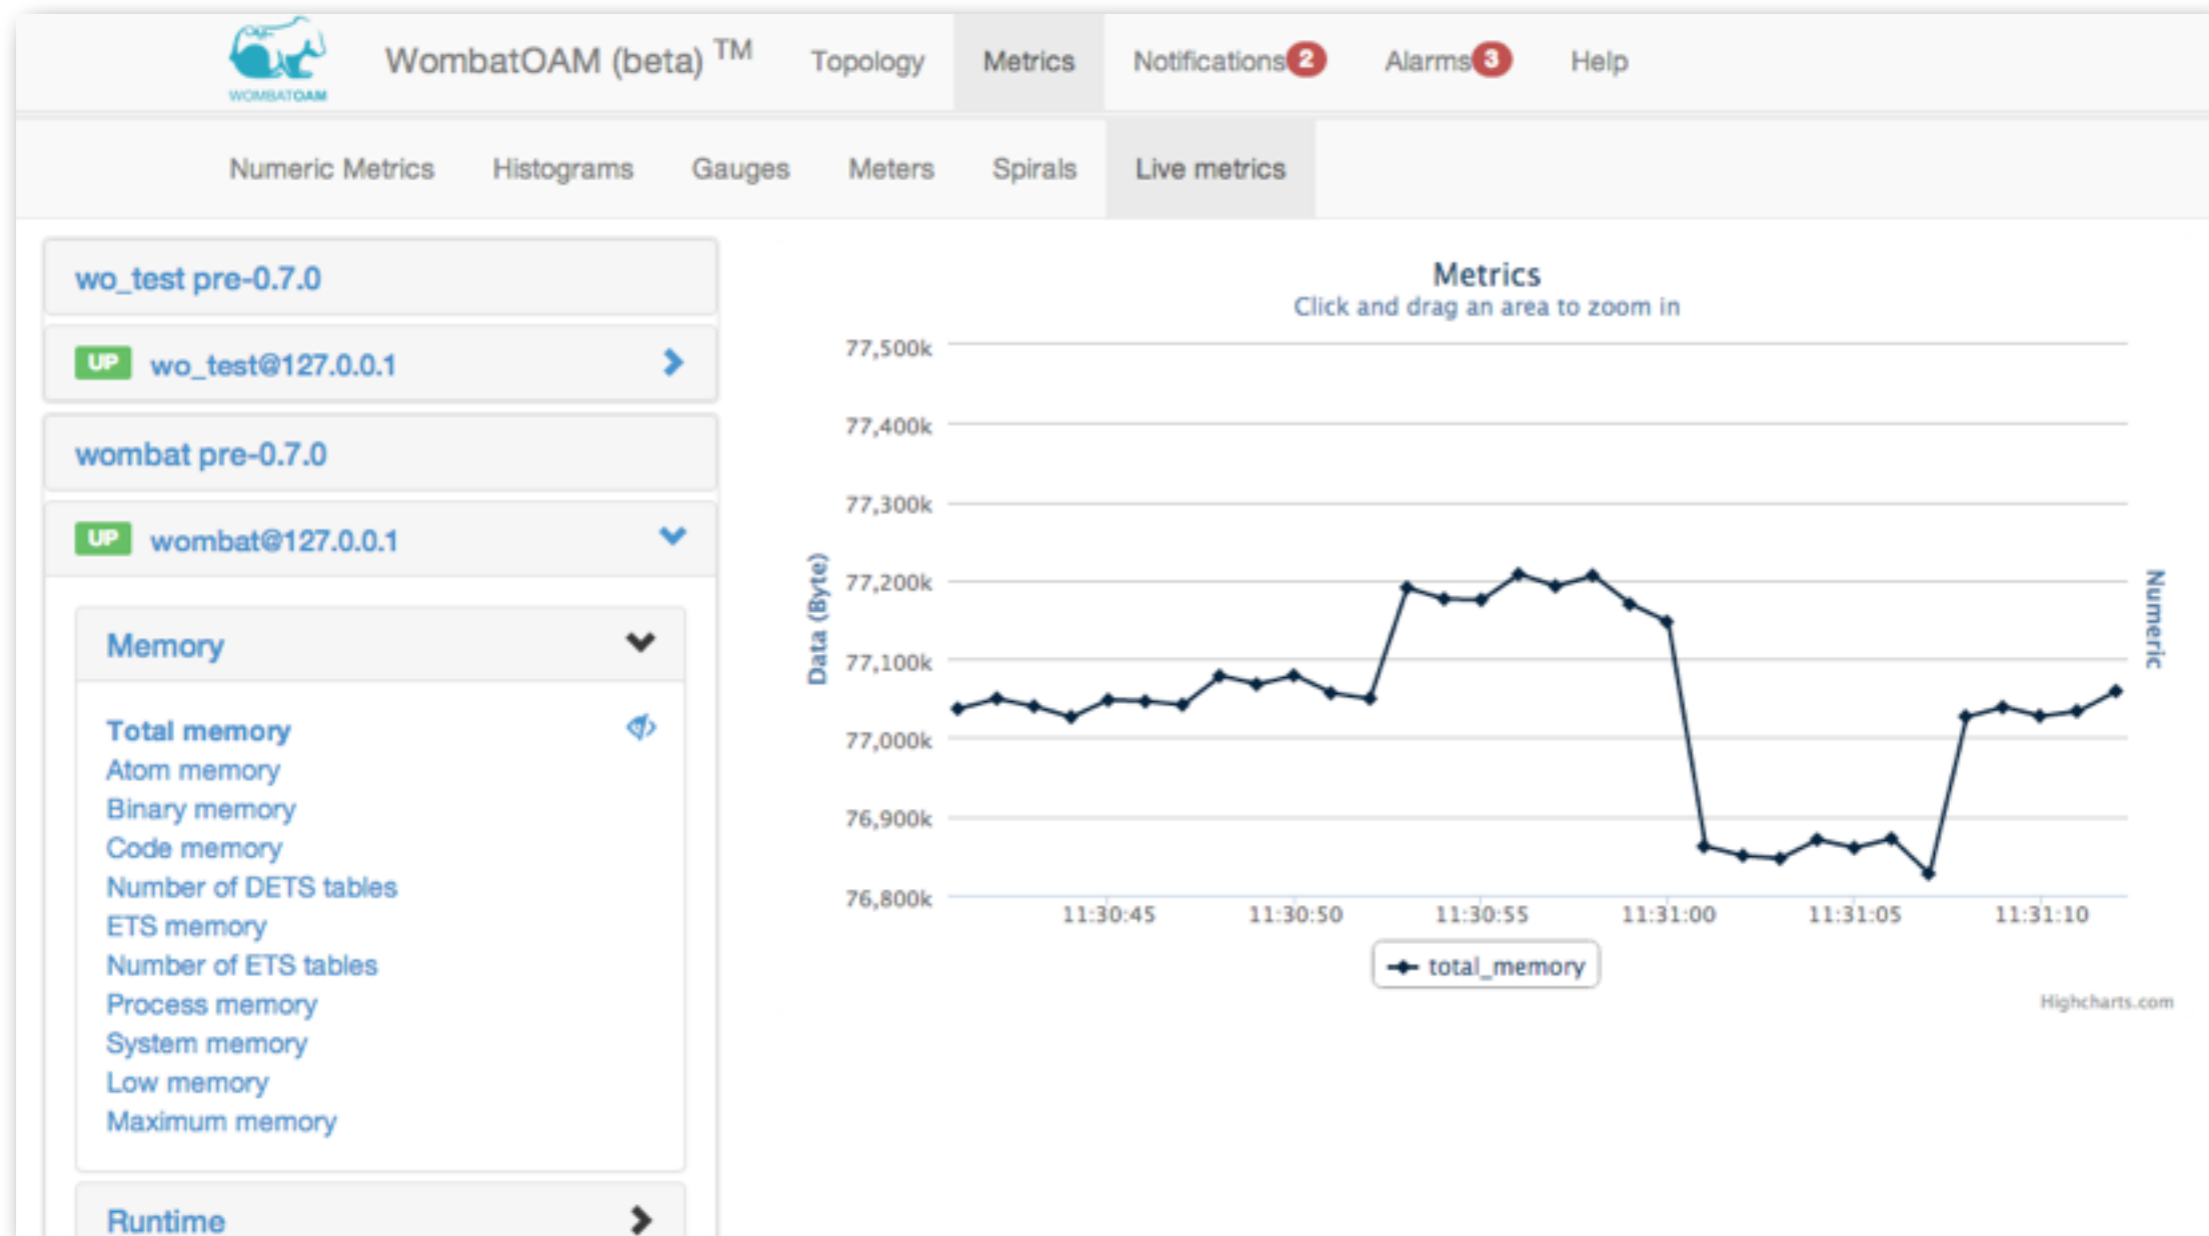 WOMBATOAM
WombatOAM (beta) TM
Topology
Metrics
Notifications 2
Alarms 3
Help
Numeric Metrics
Histograms
Gauges
Meters
Spirals
Live metrics
wo_test pre-0.7.0
UP wo_test@127.0.0.1
wombat pre-0.7.0
UP wombat@127.0.0.1
Memory
Total memory
Atom memory
Binary memory
Code memory
Number of DETS tables
ETS memory
Number of ETS tables
Process memory
System memory
Low memory
Maximum memory
Runtime
Metrics
Click and drag an area to zoom in
Data (Byte)
77,500k
77,400k
77,300k
77,200k
77,100k
77,000k
76,900k
76,800k
Numeric
11:30:45
11:30:50
11:30:55
11:31:00
11:31:05
11:31:10
total_memory
Highcharts.com